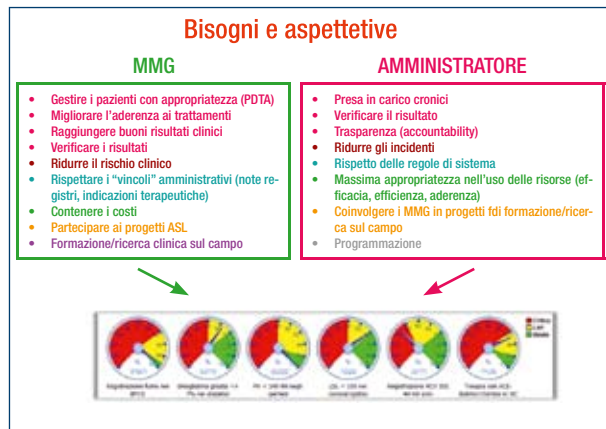 Bisogni e aspettetive
MMG
• Gestire i pazienti con appropriatezza (PDTA)
• Migliorare l'aderenza ai trattamenti
• Raggiungere buoni risultati clinici
• Verificare i risultati
• Ridurre il rischio clinico
• Rispettare i "vincoli" amministrativi (note re-
gistri, indicazioni terapeutiche)
• Contenere i costi
• Partecipare ai progetti ASL
• Formazione/ricerca clinica sul campo
AMMINISTRATORE
• Presa in carico cronici
• Verificare il risultato
• Trasparenza (accountability)
• Ridurre gli incidenti
• Rispetto delle regole di sistema
• Massima appropriatezza nell'uso delle risorse (ef-
ficacia, efficienza, aderenza)
• Coinvolgere i MMG in progetti fdi formazione/ricer-
ca sul campo
• Programmazione